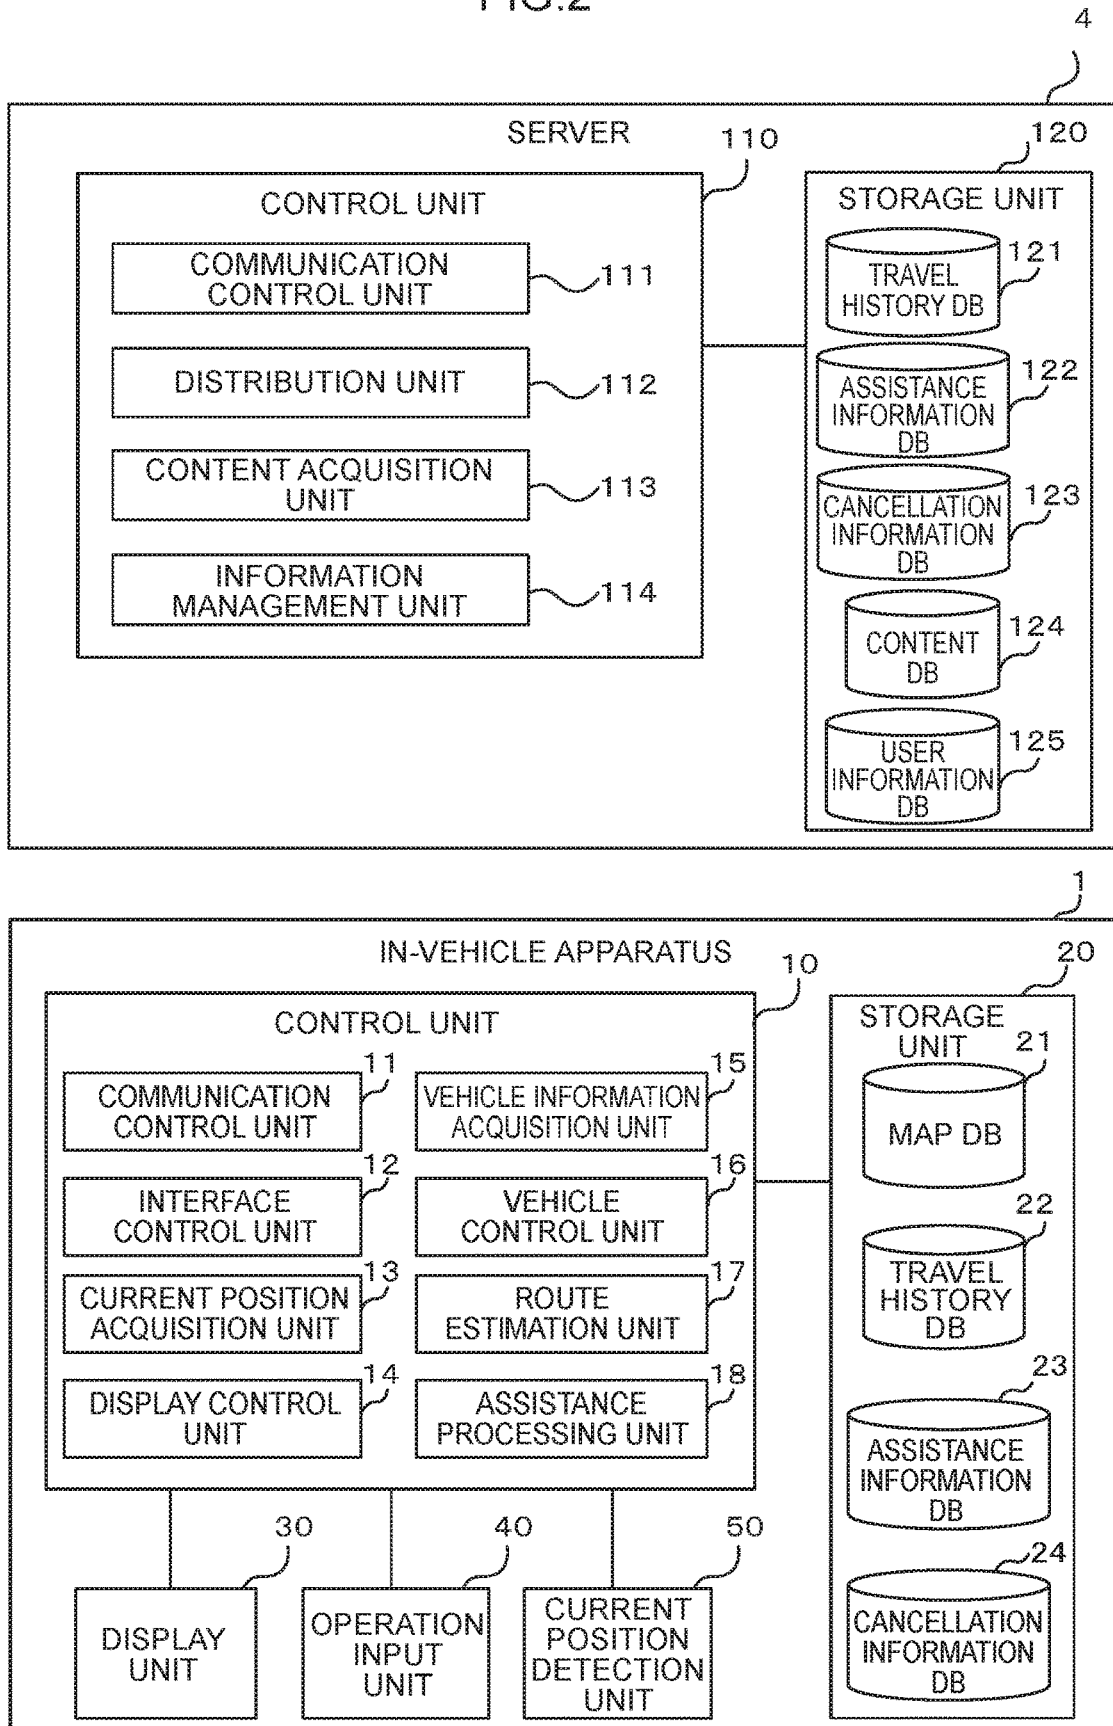 FIG.2
4
SERVER
110
120
CONTROL UNIT
STORAGE UNIT
COMMUNICATION
CONTROL UNIT
111
TRAVEL
HISTORY DB
121
DISTRIBUTION UNIT
112
ASSISTANCE
INFORMATION
DB
122
CONTENT ACQUISITION
UNIT
113
CANCELLATION
INFORMATION
DB
123
INFORMATION
MANAGEMENT UNIT
114
CONTENT
DB
124
USER
INFORMATION
DB
125
1
IN-VEHICLE APPARATUS
10
20
CONTROL UNIT
STORAGE
UNIT
COMMUNICATION
CONTROL UNIT
11
VEHICLE INFORMATION
ACQUISITION UNIT
15
MAP DB
21
INTERFACE
CONTROL UNIT
12
VEHICLE
CONTROL UNIT
16
TRAVEL
HISTORY
DB
22
CURRENT POSITION
ACQUISITION UNIT
13
ROUTE
ESTIMATION UNIT
17
DISPLAY CONTROL
UNIT
14
ASSISTANCE
PROCESSING UNIT
18
ASSISTANCE
INFORMATION
DB
23
30
40
50
24
DISPLAY
UNIT
OPERATION
INPUT
UNIT
CURRENT
POSITION
DETECTION
UNIT
CANCELLATION
INFORMATION
DB